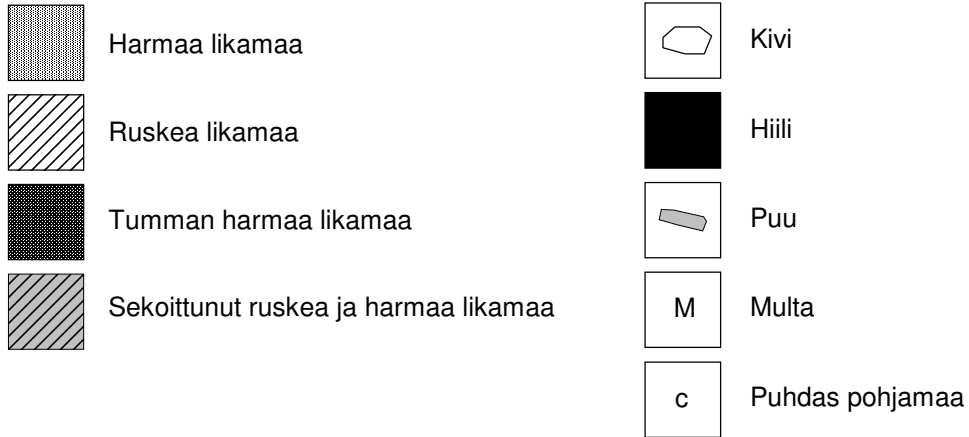 Harmaa likamaa
Ruskea likamaa
Tumman harmaa likamaa
Sekoittunut ruskea ja harmaa likamaa
Kivi
Hiili
Puu
M Multa
c Puhdas pohjamaa